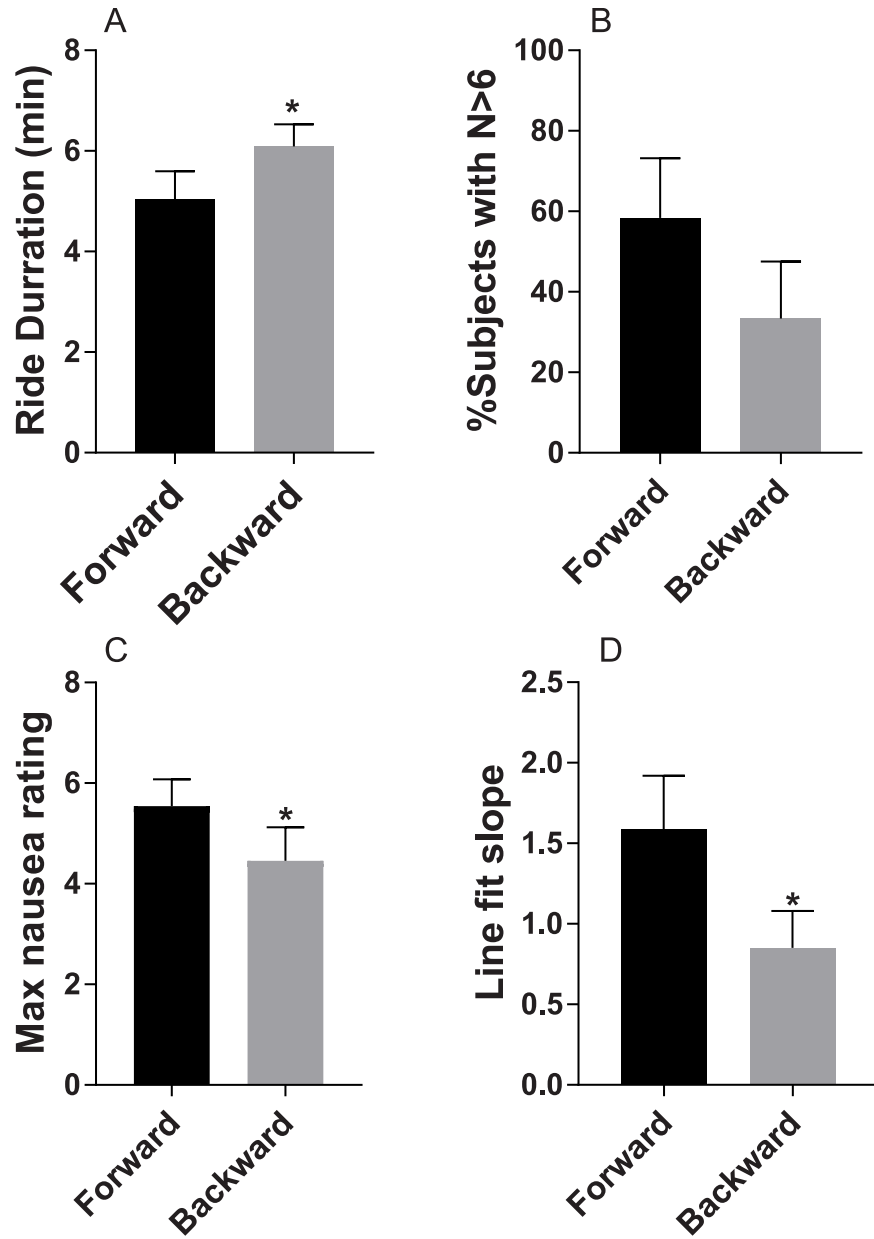 A
Ride Durration (min)
8
6
4
2
0
*
Forward
Backward
B
%Subjects with N>6
100
80
60
40
20
0
Forward
Backward
C
Max nausea rating
8
6
4
2
0
*
Forward
Backward
D
Line fit slope
2.5
2.0
1.5
1.0
0.5
0.0
*
Forward
Backward